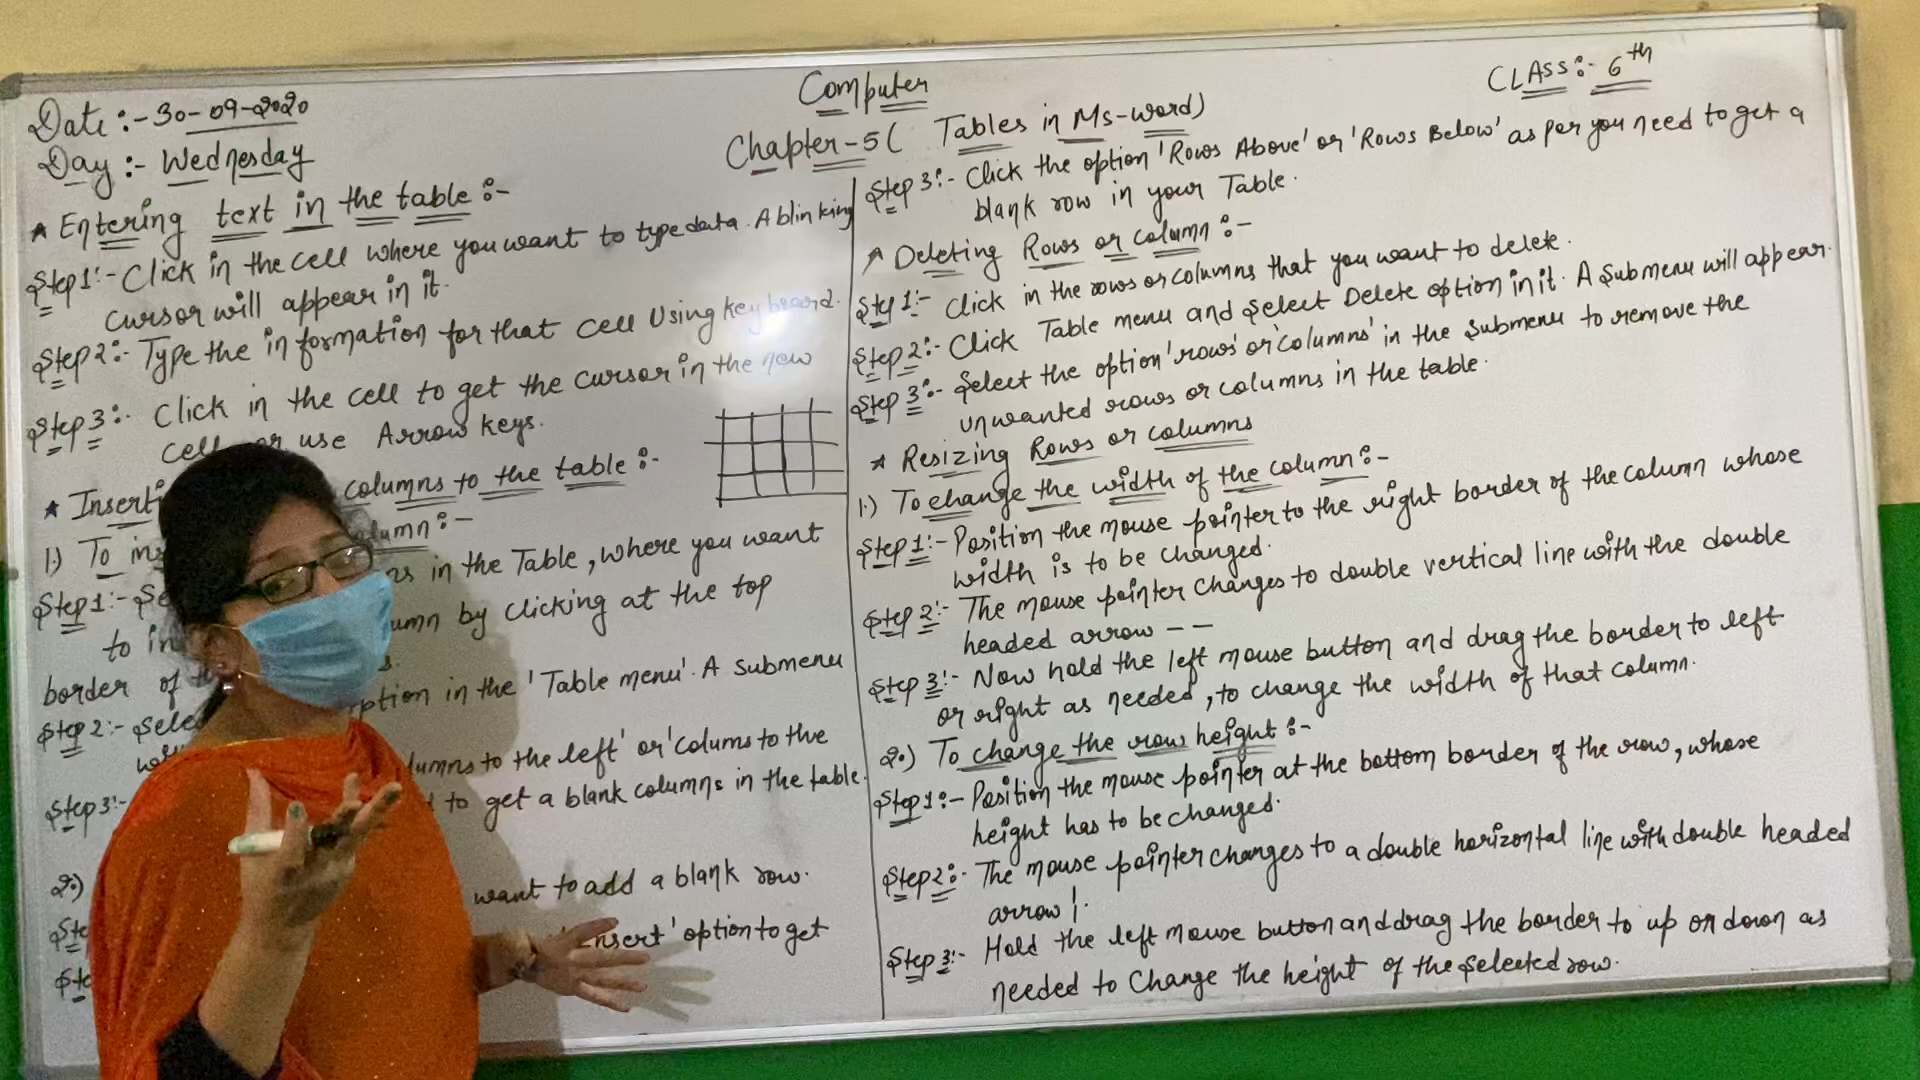 Computer
CLASS:- 6th
Date:- 30-09-2020
Chapter-5 ( Tables in Ms-word)
Day :- Wednesday
* Entering text in the table :-
Step1:- Click in the cell where you want to type data. A blinking
cursor will appear in it.
Step2:- Type the information for that cell Using keyboard.
Step3:- Click in the cell to get the cursor in the new
cell or use Arrow keys.
* Inserti columns to the table :-
1.) To ins olumn :-
Step1:- Se ns in the Table, where you want
to in umn by clicking at the top
border of th s.
Step2:- Selec ption in the 'Table menu'. A submenu
lumns to the left' or 'colums to the
Step3:- to get a blank columns in the table.
2.) want to add a blank row.
Ste Insert' option to get
Ste
Step3:- Click the option 'Rows Above' or 'Rows Below' as per you need to get a
blank row in your Table.
* Deleting Rows or column :-
Step 1:- Click in the rows or columns that you want to delete.
Step2:- Click Table menu and Select Delete option in it. A Submenu will appear.
Step3:- Select the option 'rows' or 'columns' in the Submenu to remove the
unwanted rows or columns in the table.
* Resizing Rows or columns
1.) To change the width of the column:-
Step1:- Position the mouse pointer to the right border of the column whose
width is to be changed.
Step2:- The mouse pointer changes to double vertical line with the double
headed arrow --
Step3:- Now hold the left mouse button and drag the border to left
or right as needed, to change the width of that column.
2.) To change the row height :-
Step1:- Position the mouse pointer at the bottom border of the row, whose
height has to be changed.
Step2:- The mouse pointer changes to a double horizontal line with double headed
arrow |.
Step3:- Hold the left mouse button and drag the border to up or down as
needed to Change the height of the selected row.